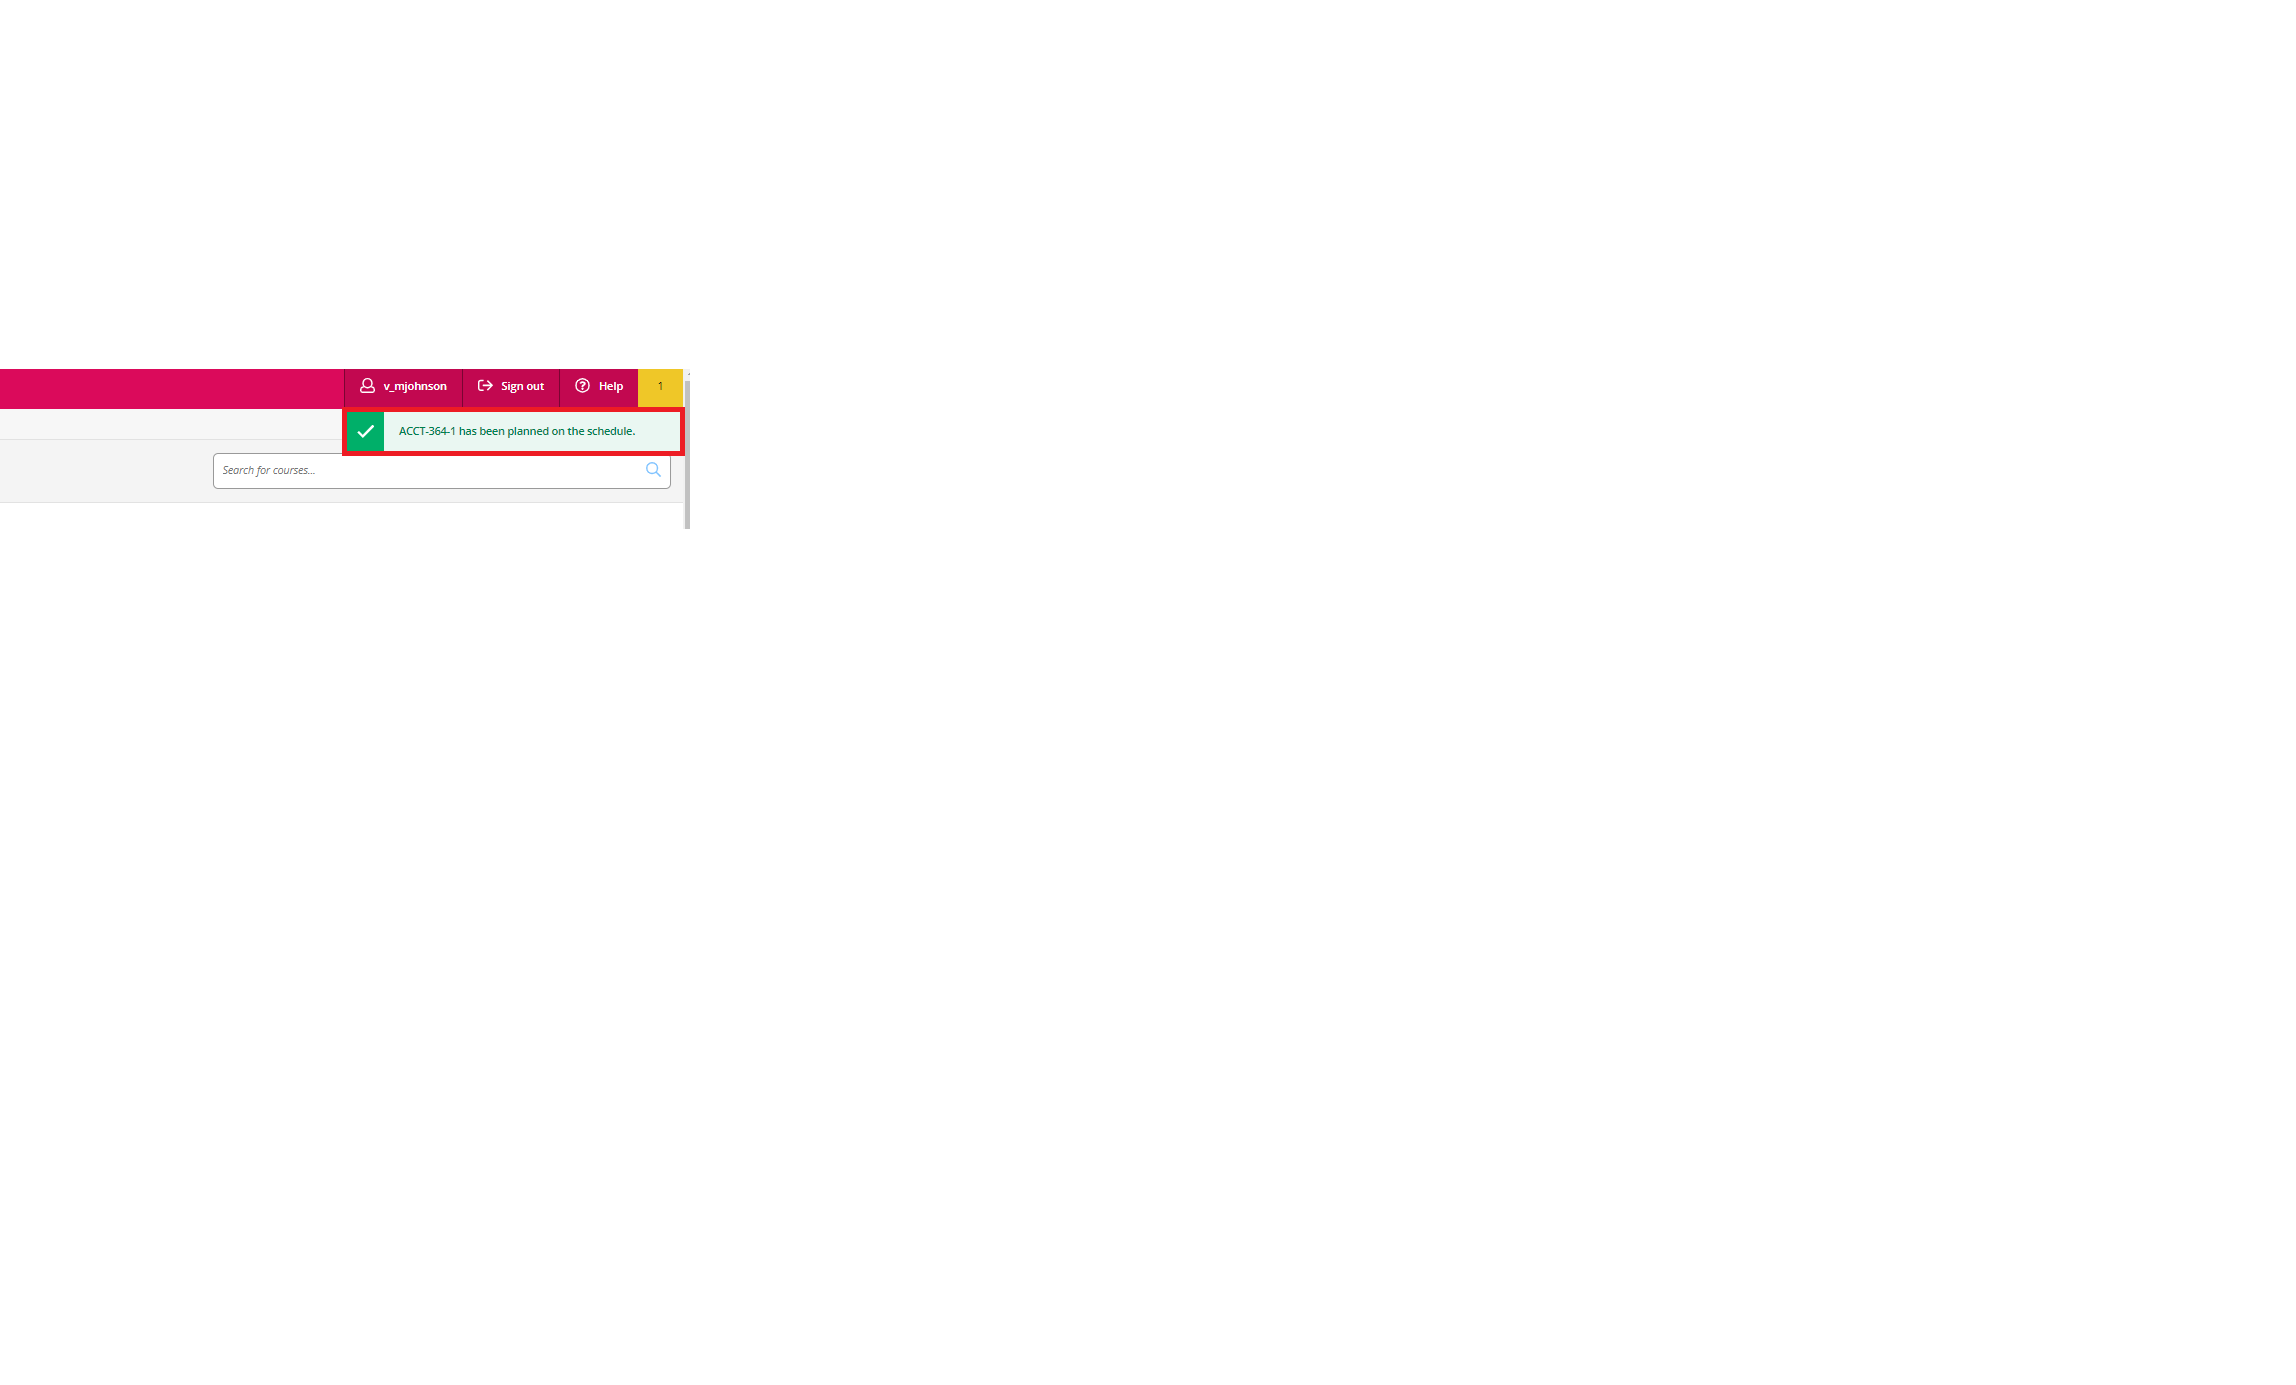 v_mjohnson Sign out Help 1
ACCT-364-1 has been planned on the schedule.
Search for courses...